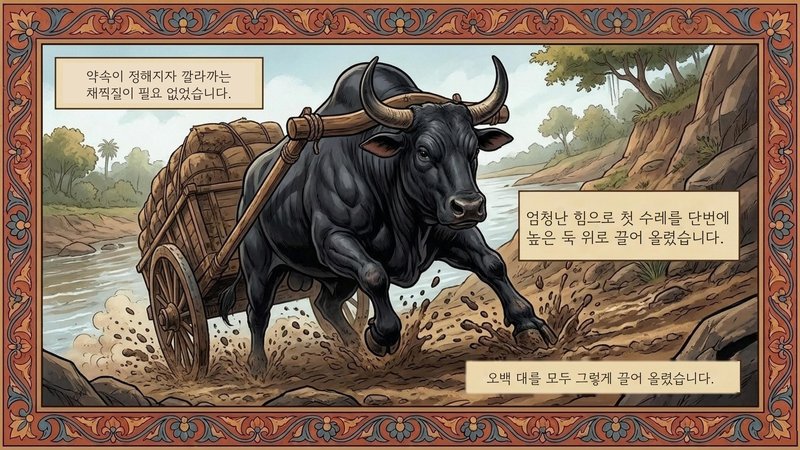 약속이 정해지자 깔라까는
채찍질이 필요 없었습니다.
엄청난 힘으로 첫 수레를 단번에
높은 둑 위로 끌어 올렸습니다.
오백 대를 모두 그렇게 끌어 올렸습니다.